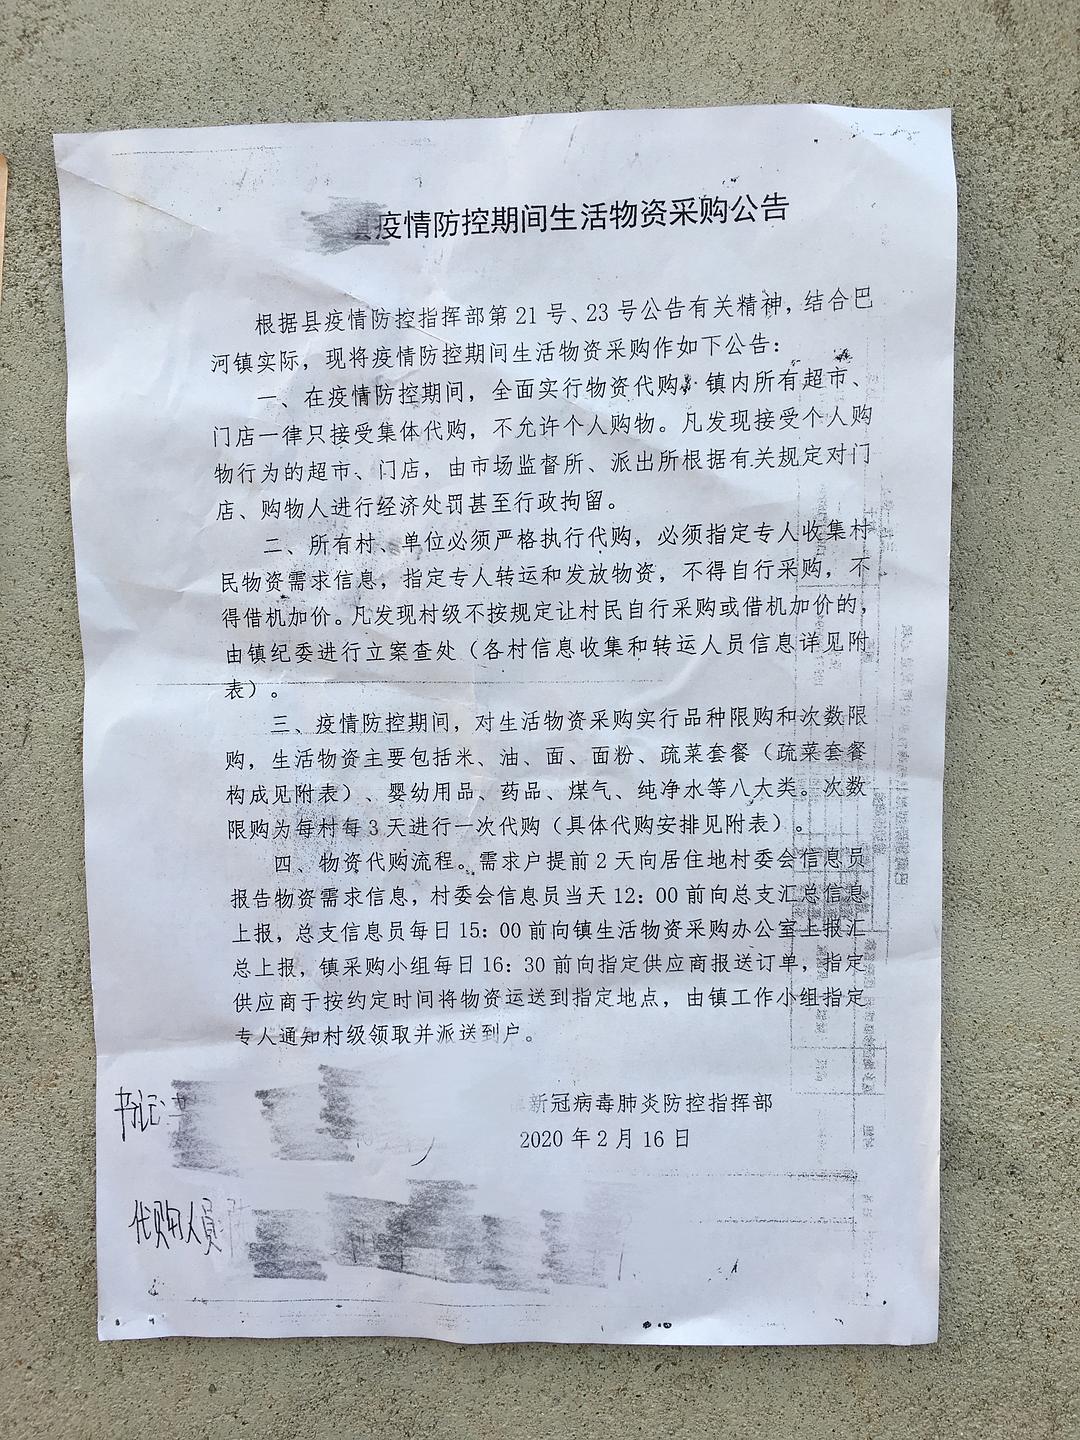 县疫情防控期间生活物资采购公告
根据县疫情防控指挥部第21号、23号公告有关精神，结合巴
河镇实际，现将疫情防控期间生活物资采购作如下公告：
一、在疫情防控期间，全面实行物资代购，镇内所有超市、
门店一律只接受集体代购，不允许个人购物。凡发现接受个人购
物行为的超市、门店，由市场监督所、派出所根据有关规定对门
店、购物人进行经济处罚甚至行政拘留。
二、所有村、单位必须严格执行代购，必须指定专人收集村
民物资需求信息，指定专人转运和发放物资，不得自行采购，不
得借机加价。凡发现村级不按规定让村民自行采购或借机加价的，
由镇纪委进行立案查处（各村信息收集和转运人员信息详见附
表）。
三、疫情防控期间，对生活物资采购实行品种限购和次数限
购，生活物资主要包括米、油、面、面粉、疏菜套餐（疏菜套餐
构成见附表）、婴幼用品、药品、煤气、纯净水等八大类。次数
限购为每村每3天进行一次代购（具体代购安排见附表）。
四、物资代购流程。需求户提前2天向居住地村委会信息员
报告物资需求信息，村委会信息员当天12：00前向总支汇总信息
上报，总支信息员每日15：00前向镇生活物资采购办公室上报汇
总上报，镇采购小组每日16：30前向指定供应商报送订单，指定
供应商于按约定时间将物资运送到指定地点，由镇工作小组指定
专人通知村级领取并派送到户。
新冠病毒肺炎防控指挥部
2020年2月16日
书记：
代购人员